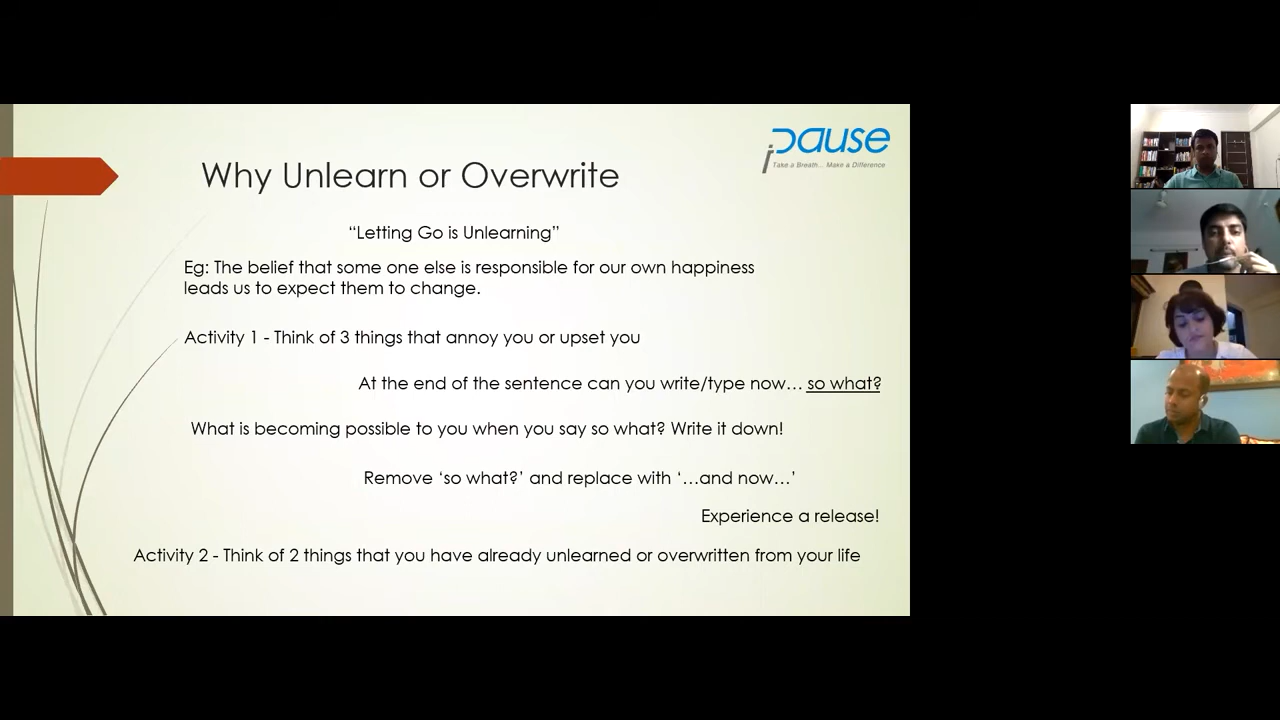 iPause
Take a Breath... Make a Difference
Why Unlearn or Overwrite
“Letting Go is Unlearning”
Eg: The belief that some one else is responsible for our own happiness
leads us to expect them to change.
Activity 1 - Think of 3 things that annoy you or upset you
At the end of the sentence can you write/type now… so what?
What is becoming possible to you when you say so what? Write it down!
Remove ‘so what?’ and replace with ‘…and now…’
Experience a release!
Activity 2 - Think of 2 things that you have already unlearned or overwritten from your life